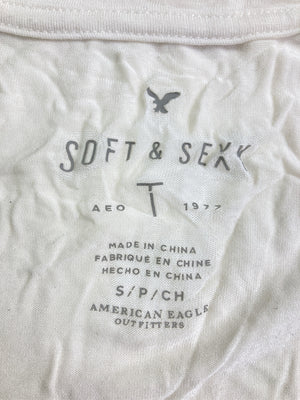 SOFT & SEXY
T
AEO 1977
MADE IN CHINA
FABRIQUÉ EN CHINE
HECHO EN CHINA
S/P/CH
AMERICAN EAGLE
OUTFITTERS